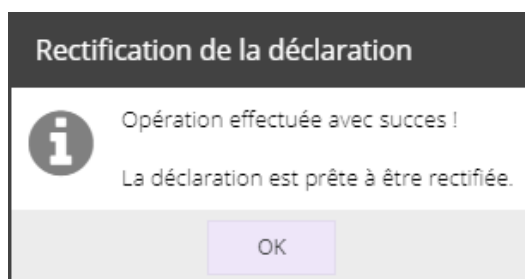 Rectification de la déclaration
Opération effectuée avec succes !
La déclaration est prête à être rectifiée.
OK